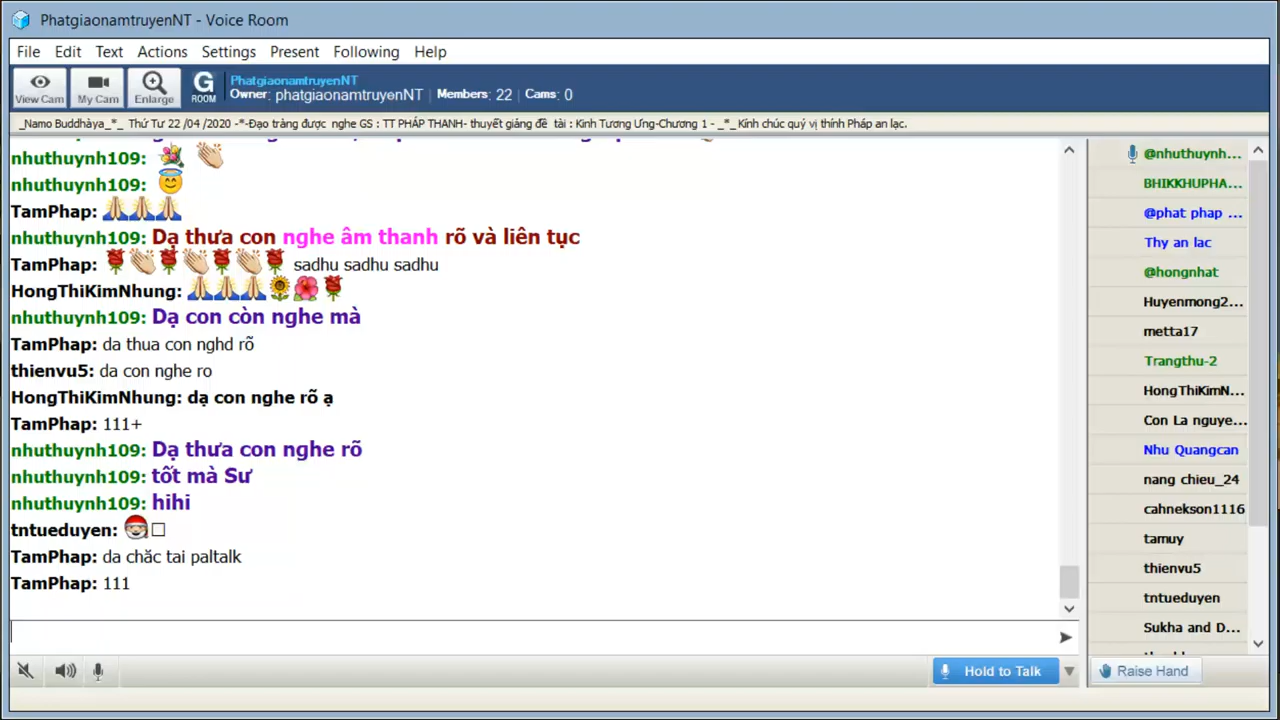 PhatgiaonamtruyenNT - Voice Room
File Edit Text Actions Settings Present Following Help
View Cam
My Cam
Enlarge
G ROOM
PhatgiaonamtruyenNT
Owner: phatgiaonamtruyenNT | Members: 22 | Cams: 0
_Namo Buddhàya_*_ Thứ Tư 22 /04 /2020 -*-Đạo tràng được nghe GS : TT PHÁP THANH- thuyết giảng đề tài : Kinh Tương Ưng-Chương 1 - _*_ Kính chúc quý vị thính Pháp an lạc.
nhuthuynh109:
nhuthuynh109:
TamPhap:
nhuthuynh109: Dạ thưa con nghe âm thanh rõ và liên tục
TamPhap: sadhu sadhu sadhu
HongThiKimNhung:
nhuthuynh109: Dạ con còn nghe mà
TamPhap: da thua con nghd rõ
thienvu5: da con nghe ro
HongThiKimNhung: dạ con nghe rõ ạ
TamPhap: 111+
nhuthuynh109: Dạ thưa con nghe rõ
nhuthuynh109: tốt mà Sư
nhuthuynh109: hihi
tntueduyen:
TamPhap: da chăc tai paltalk
TamPhap: 111
@nhuthuynh...
BHIKKHUPHA...
@phat phap ...
Thy an lac
@hongnhat
Huyenmong2...
metta17
Trangthu-2
HongThiKimN...
Con La nguye...
Nhu Quangcan
nang chieu_24
cahnekson1116
tamuy
thienvu5
tntueduyen
Sukha and D...
Hold to Talk
Raise Hand